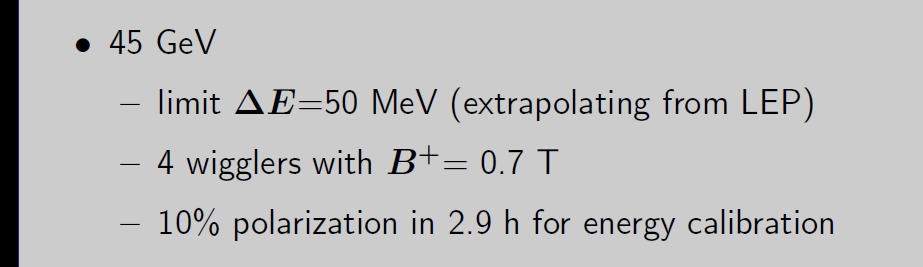 • 45 GeV
– limit ΔE=50 MeV (extrapolating from LEP)
– 4 wigglers with B⁺= 0.7 T
– 10% polarization in 2.9 h for energy calibration